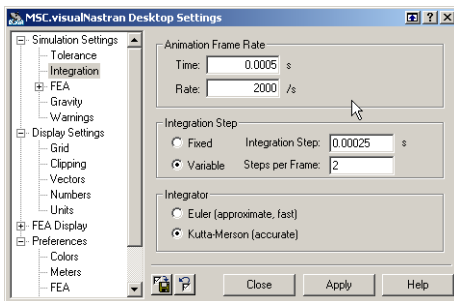 MSC.visualNastran Desktop Settings
Simulation Settings
Tolerance
Integration
FEA
Gravity
Warnings
Display Settings
Grid
Clipping
Vectors
Numbers
Units
FEA Display
Preferences
Colors
Meters
FEA
Animation Frame Rate
Time: 0.0005 s
Rate: 2000 /s
Integration Step
Fixed Integration Step: 0.00025 s
Variable Steps per Frame: 2
Integrator
Euler (approximate, fast)
Kutta-Merson (accurate)
Close Apply Help